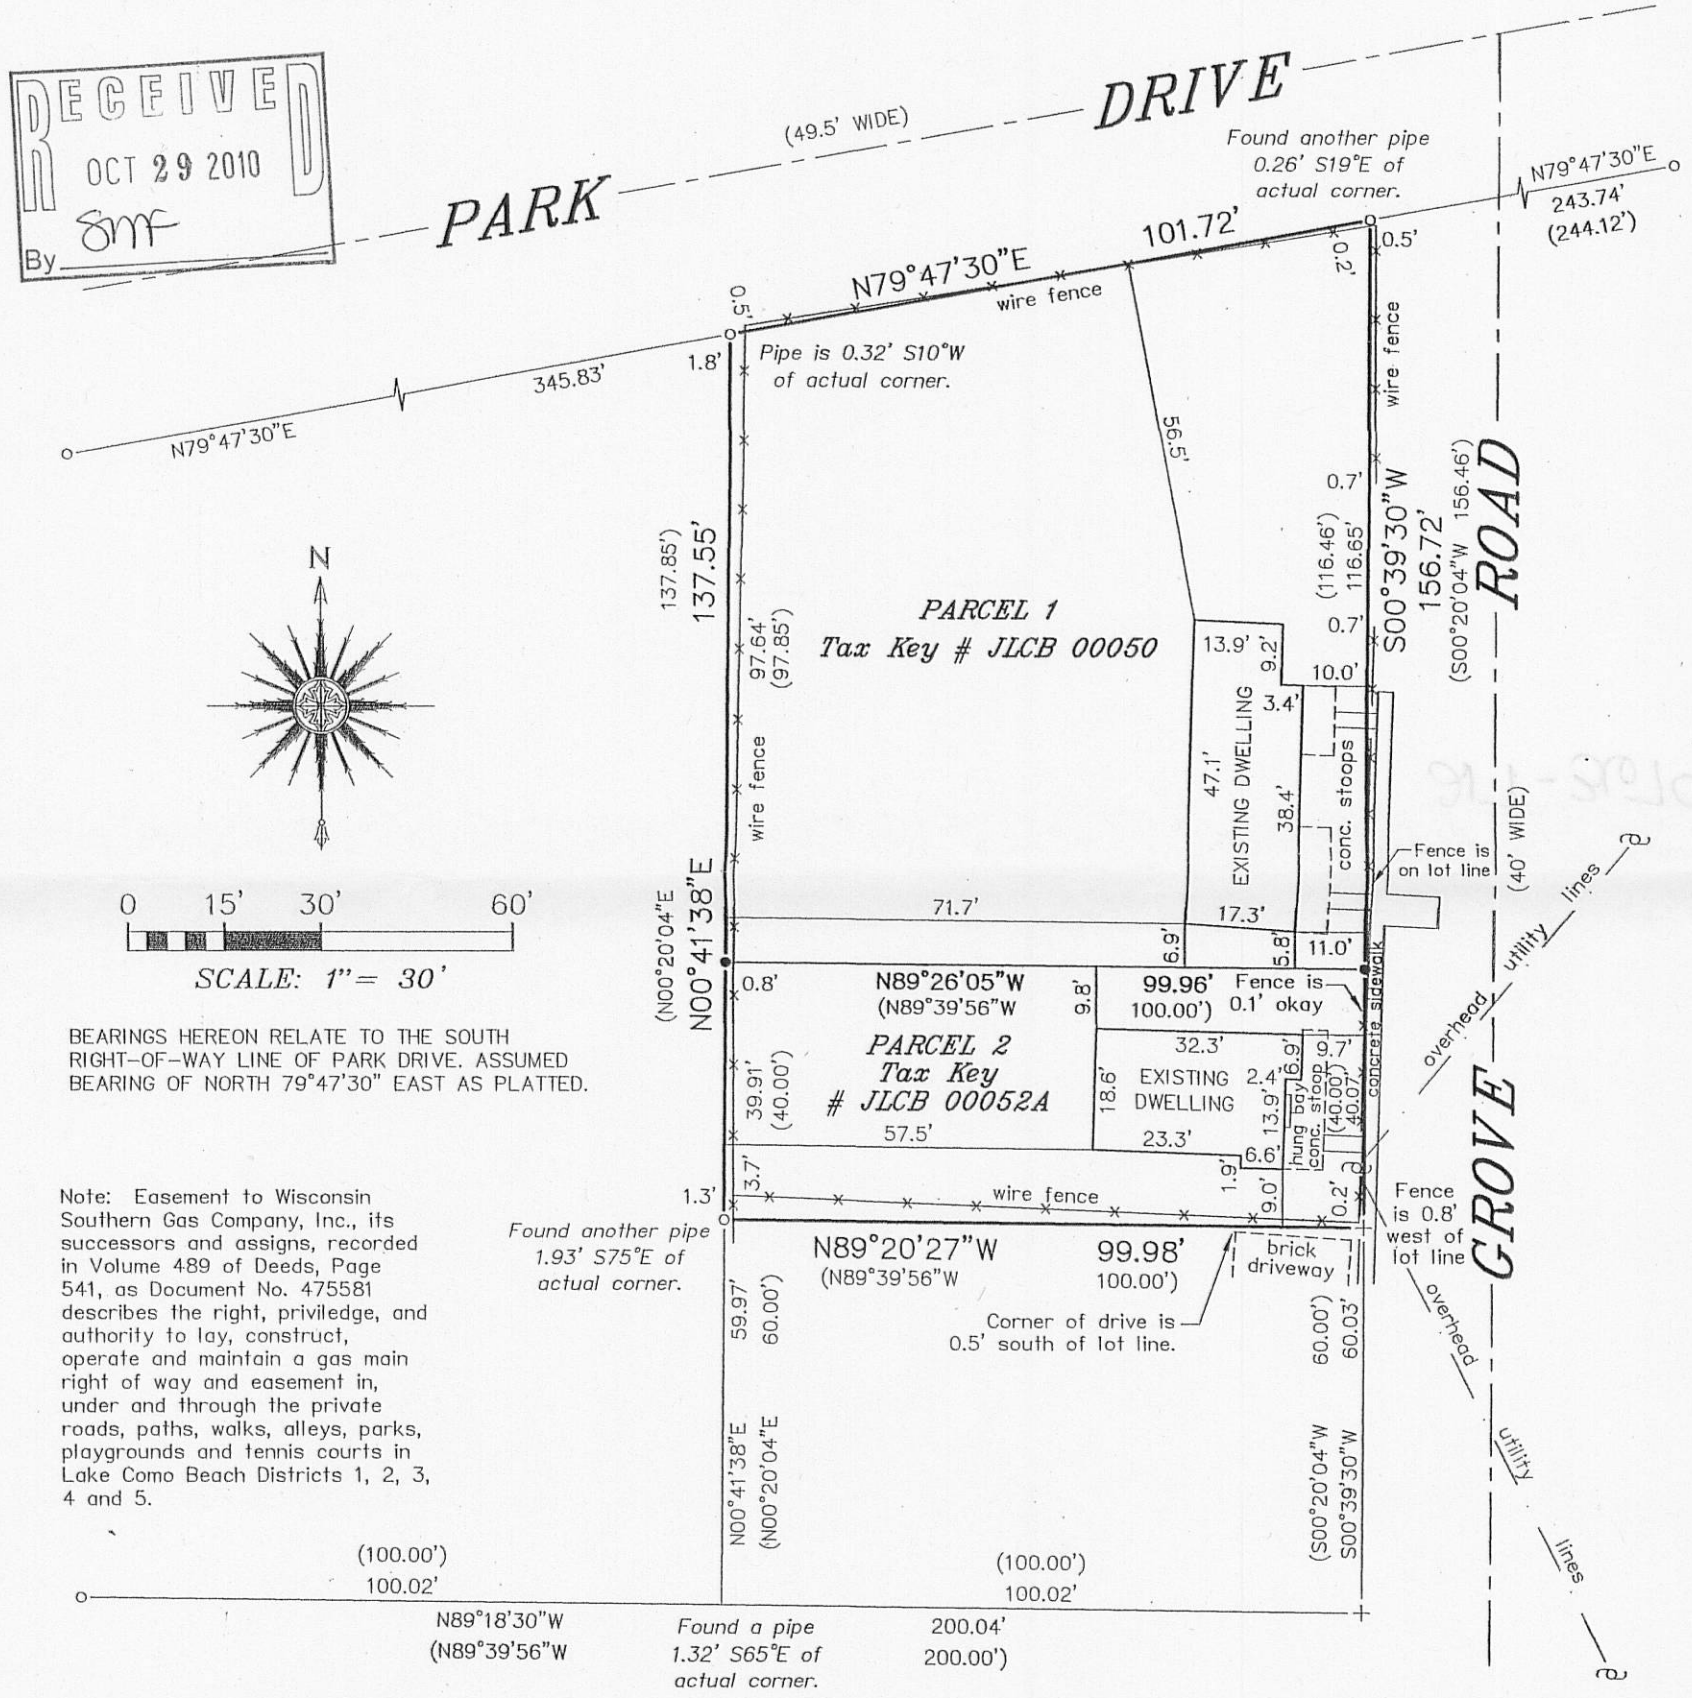 RECEIVED
OCT 29 2010
By
PARK DRIVE
(49.5' WIDE)
Found another pipe
0.26' S19°E of
actual corner.
N79°47'30"E
243.74'
(244.12')
N79°47'30"E
101.72'
wire fence
0.5'
0.2'
0.5'
1.8'
Pipe is 0.32' S10°W
of actual corner.
345.83'
N79°47'30"E
wire fence
56.5'
0.7'
(116.46')
116.65'
S00°39'30"W
156.72'
(S00°20'04"W 156.46')
GROVE ROAD
(40' WIDE)
137.85')
137.55'
97.64'
(97.85')
N
PARCEL 1
Tax Key # JLCB 00050
0.7'
13.9'
9.2'
10.0'
3.4'
EXISTING DWELLING
47.1'
38.4'
conc. stoops
wire fence
Fence is
on lot line
overhead utility lines
0 15' 30' 60'
SCALE: 1"= 30'
71.7'
17.3'
6.9'
5.8'
11.0'
(N00°20'04"E
N00°41'38"E
0.8'
N89°26'05"W
99.96'
(N89°39'56"W
100.00')
9.8'
Fence is
0.1' okay
concrete sidewalk
BEARINGS HEREON RELATE TO THE SOUTH
RIGHT-OF-WAY LINE OF PARK DRIVE. ASSUMED
BEARING OF NORTH 79°47'30" EAST AS PLATTED.
PARCEL 2
Tax Key
# JLCB 00052A
39.91'
(40.00')
32.3'
6.9'
9.7'
18.6'
EXISTING
DWELLING
2.4'
13.9'
hung bay
conc. stoop
(40.00')
40.07'
57.5'
23.3'
6.6'
1.9'
9.0'
0.2'
3.7'
1.3'
wire fence
Fence
is 0.8'
west of
lot line
Found another pipe
1.93' S75°E of
actual corner.
N89°20'27"W
99.98'
(N89°39'56"W
100.00')
brick
driveway
Corner of drive is
0.5' south of lot line.
59.97'
60.00')
60.00')
60.03'
overhead utility lines
Note: Easement to Wisconsin
Southern Gas Company, Inc., its
successors and assigns, recorded
in Volume 489 of Deeds, Page
541, as Document No. 475581
describes the right, priviledge, and
authority to lay, construct,
operate and maintain a gas main
right of way and easement in,
under and through the private
roads, paths, walks, alleys, parks,
playgrounds and tennis courts in
Lake Como Beach Districts 1, 2, 3,
4 and 5.
N00°41'38"E
(N00°20'04"E
(S00°20'04"W
S00°39'30"W
(100.00')
100.02'
(100.00')
100.02'
N89°18'30"W
(N89°39'56"W
Found a pipe
1.32' S65°E of
actual corner.
200.04'
200.00')